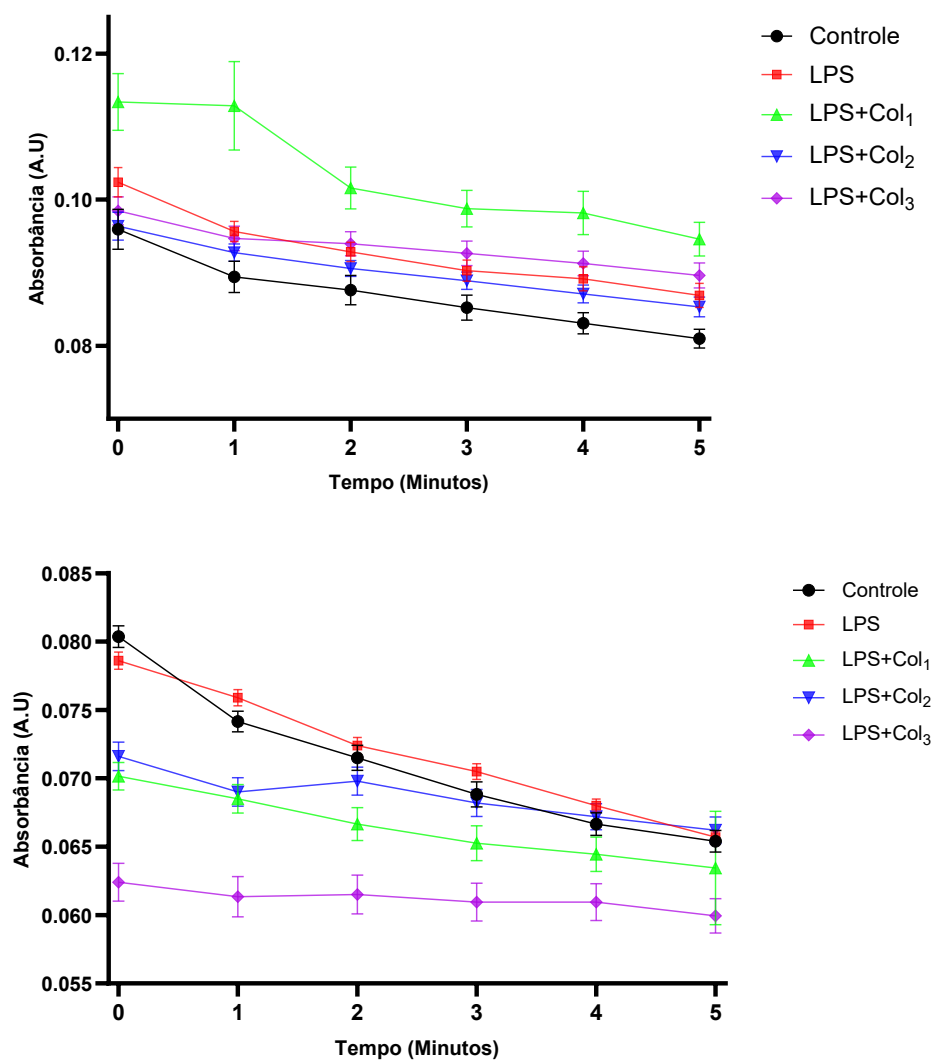 0.12
0.10
0.08
Absorbância (A.U)
0
1
2
3
4
5
Tempo (Minutos)
Controle
LPS
LPS+Col₁
LPS+Col₂
LPS+Col₃
0.085
0.080
0.075
0.070
0.065
0.060
0.055
Absorbância (A.U)
0
1
2
3
4
5
Tempo (Minutos)
Controle
LPS
LPS+Col₁
LPS+Col₂
LPS+Col₃